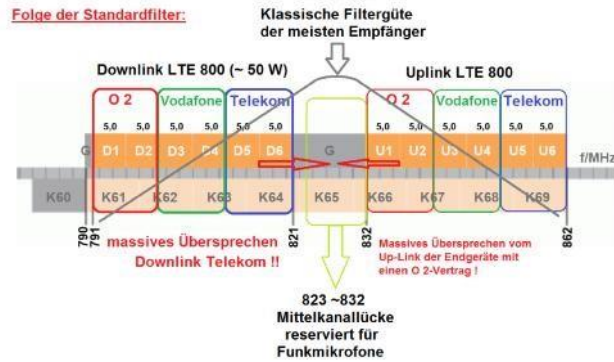 Folge der Standardfilter:
Klassische Filtergüte
der meisten Empfänger
Downlink LTE 800 (~ 50 W)
Uplink LTE 800
O 2 Vodafone Telekom O 2 Vodafone Telekom
5,0 5,0 5,0 5,0 5,0 5,0 5,0 5,0 5,0 5,0 5,0 5,0
G D1 D2 D3 D4 D5 D6 G U1 U2 U3 U4 U5 U6
f/MHz
K60 K61 K62 K63 K64 K65 K66 K67 K68 K69
790 791 821 832 862
massives Übersprechen
Downlink Telekom !!
Massives Übersprechen vom
Up-Link der Endgeräte mit
einen O 2-Vertrag !
823 ~832
Mittelkanallücke
reserviert für
Funkmikrofone